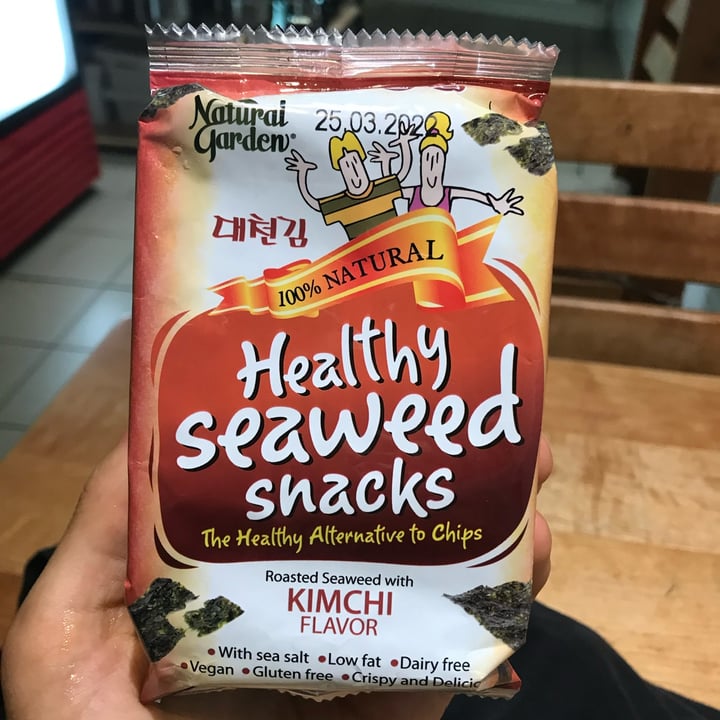 Natural
Garden®
25.03.2022
대천김
100% NATURAL
Healthy
seaweed
snacks
The Healthy Alternative to Chips
Roasted Seaweed with
KIMCHI
FLAVOR
•With sea salt •Low fat •Dairy free
•Vegan •Gluten free •Crispy and Delicio